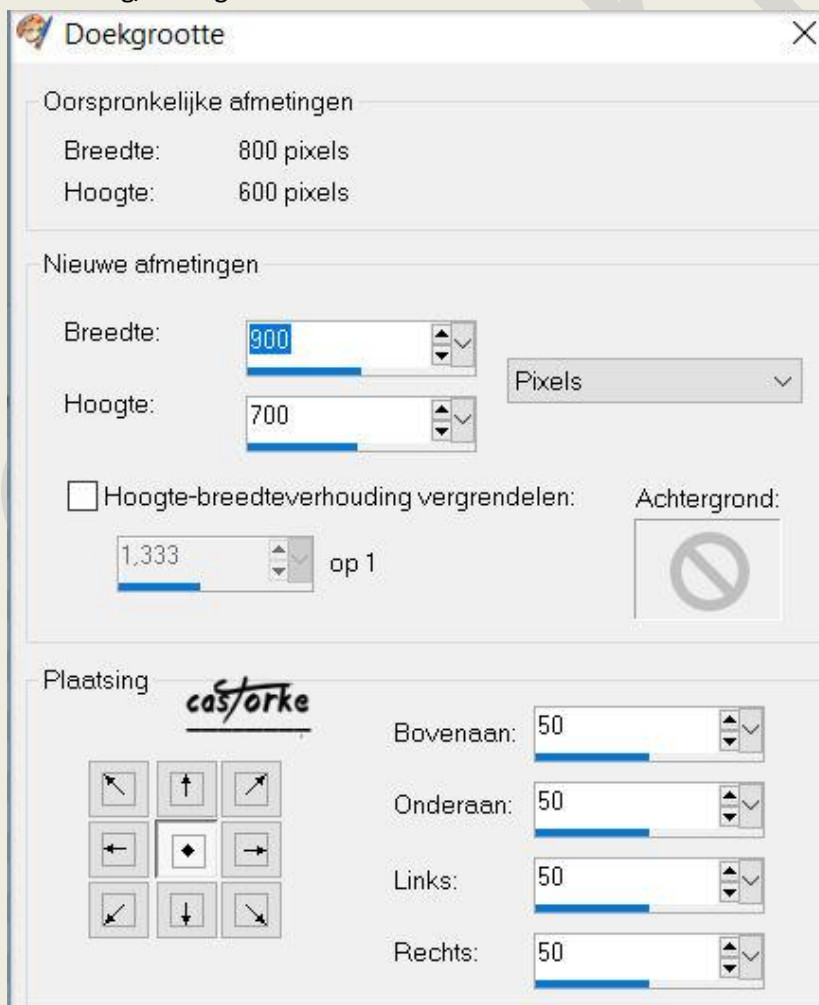 Doekgrootte
Oorspronkelijke afmetingen
Breedte: 800 pixels
Hoogte: 600 pixels
Nieuwe afmetingen
Breedte: 900
Pixels
Hoogte: 700
Hoogte-breedteverhouding vergrendelen:
Achtergrond:
1,333 op 1
Plaatsing
castorke
Bovenaan: 50
Onderaan: 50
Links: 50
Rechts: 50